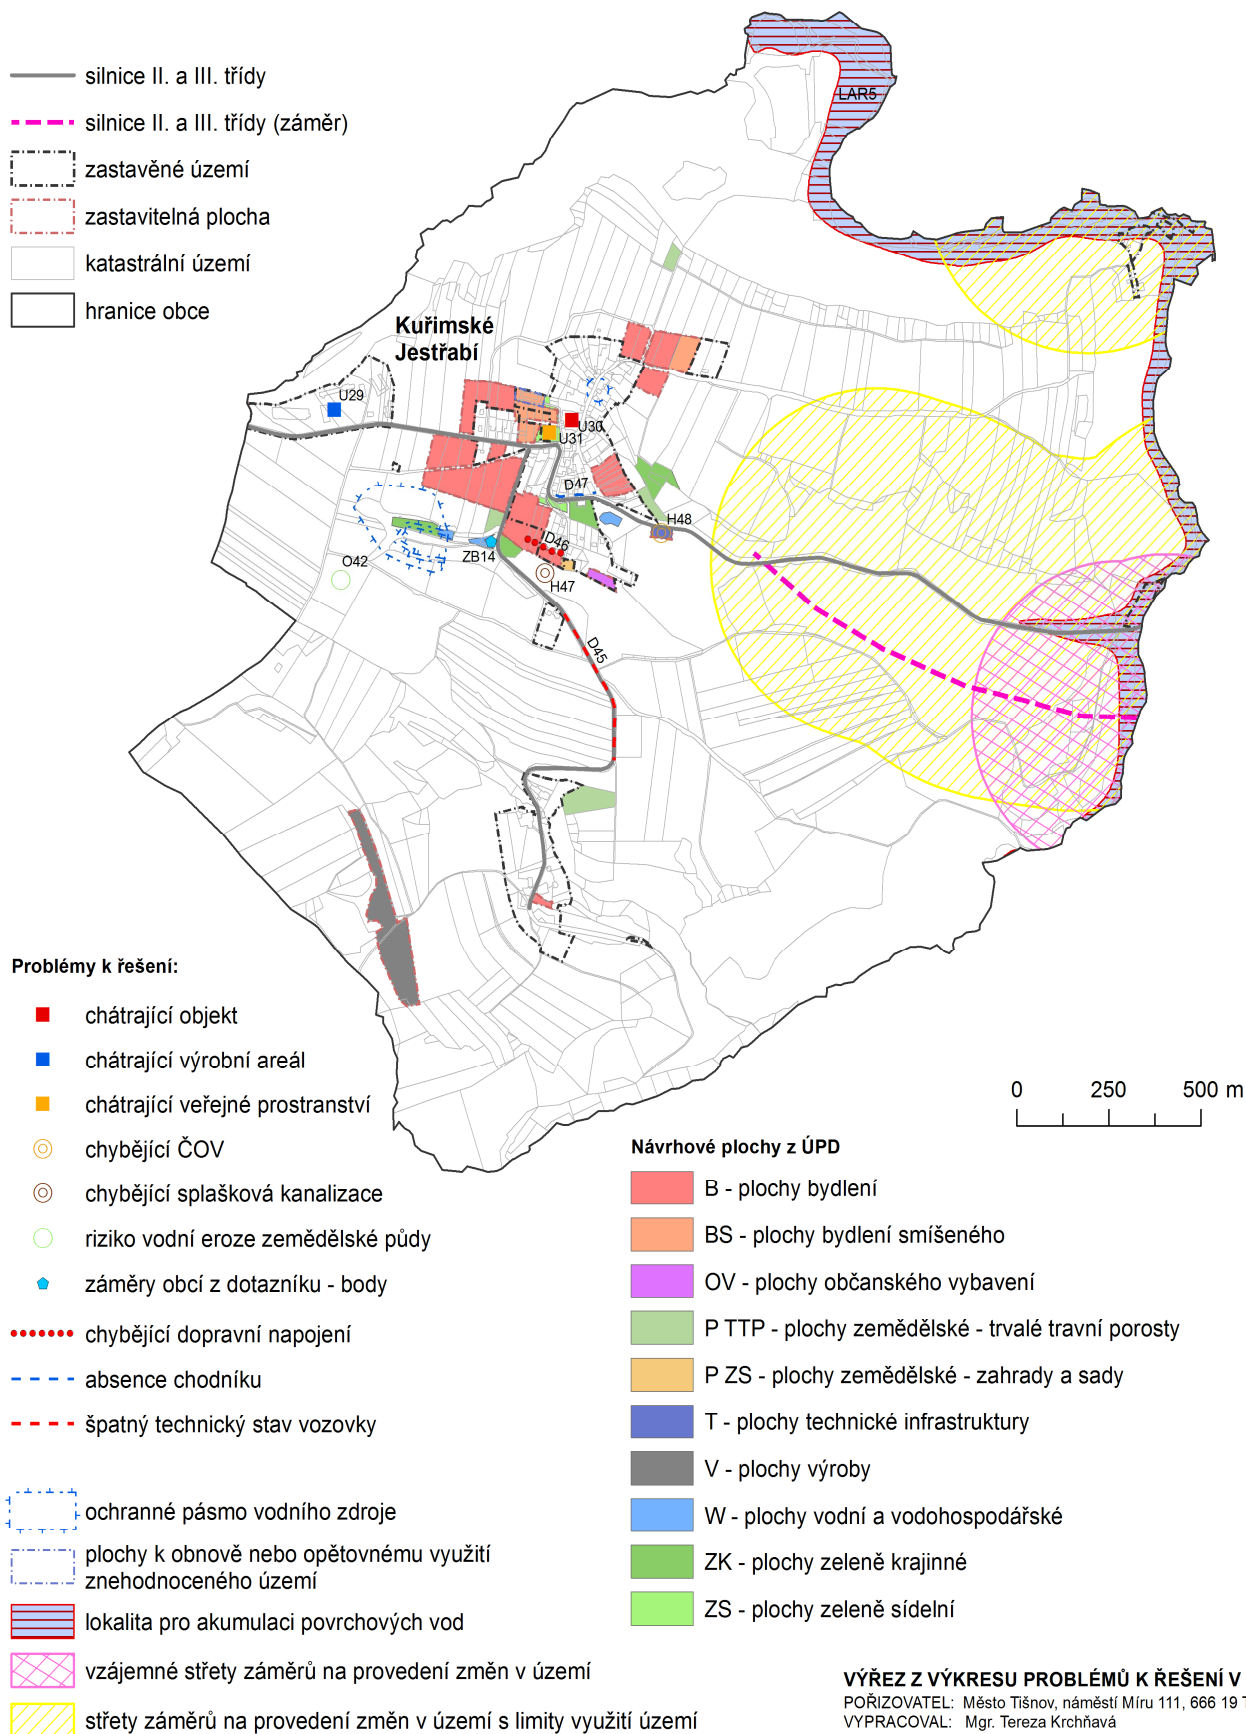 silnice II. a III. třídy
silnice II. a III. třídy (záměr)
zastavěné území
zastavitelná plocha
katastrální území
hranice obce
LAR5
Kuřimské
Jestřabí
U29
U30
U31
D47
H48
D46
ZB14
O42
H47
D45
Problémy k řešení:
chátrající objekt
chátrající výrobní areál
chátrající veřejné prostranství
chybějící ČOV
chybějící splašková kanalizace
riziko vodní eroze zemědělské půdy
záměry obcí z dotazníku - body
chybějící dopravní napojení
absence chodníku
špatný technický stav vozovky
ochranné pásmo vodního zdroje
plochy k obnově nebo opětovnému využití
znehodnoceného území
lokalita pro akumulaci povrchových vod
vzájemné střety záměrů na provedení změn v území
střety záměrů na provedení změn v území s limity využití území
0 250 500 m
Návrhové plochy z ÚPD
B - plochy bydlení
BS - plochy bydlení smíšeného
OV - plochy občanského vybavení
P TTP - plochy zemědělské - trvalé travní porosty
P ZS - plochy zemědělské - zahrady a sady
T - plochy technické infrastruktury
V - plochy výroby
W - plochy vodní a vodohospodářské
ZK - plochy zeleně krajinné
ZS - plochy zeleně sídelní
VÝŘEZ Z VÝKRESU PROBLÉMŮ K ŘEŠENÍ V
POŘIZOVATEL: Město Tišnov, náměstí Míru 111, 666 19 T
VYPRACOVAL: Mgr. Tereza Krchňavá